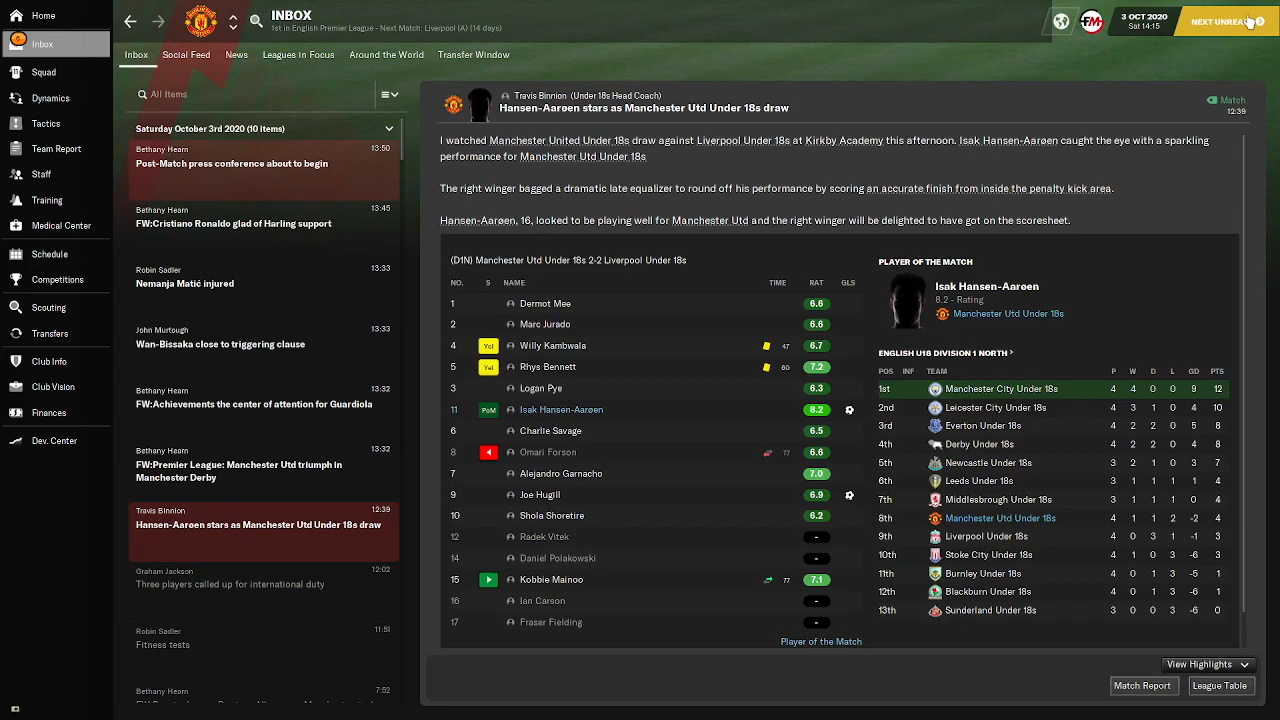 Home
Inbox
Squad
Dynamics
Tactics
Team Report
Staff
Training
Medical Center
Schedule
Competitions
Scouting
Transfers
Club Info
Club Vision
Finances
Dev. Center
INBOX
1st in English Premier League - Next Match: Liverpool (A) (14 days)
FM
3 OCT 2020
Sat 14:15
NEXT UNREAD
Inbox Social Feed News Leagues in Focus Around the World Transfer Window
All Items
Saturday October 3rd 2020 (10 items)
Bethany Hearn 13:50
Post-Match press conference about to begin
Bethany Hearn 13:45
FW:Cristiano Ronaldo glad of Harling support
Robin Sadler 13:33
Nemanja Matić injured
John Murtough 13:33
Wan-Bissaka close to triggering clause
Bethany Hearn 13:32
FW:Achievements the center of attention for Guardiola
Bethany Hearn 13:32
FW:Premier League: Manchester Utd triumph in
Manchester Derby
Travis Binnion 12:39
Hansen-Aarøen stars as Manchester Utd Under 18s draw
Graham Jackson 12:02
Three players called up for international duty
Robin Sadler 11:51
Fitness tests
Bethany Hearn 7:52
Travis Binnion (Under 18s Head Coach)
Hansen-Aarøen stars as Manchester Utd Under 18s draw
Match
12:39
I watched Manchester United Under 18s draw against Liverpool Under 18s at Kirkby Academy this afternoon. Isak Hansen-Aarøen caught the eye with a sparkling
performance for Manchester Utd Under 18s
The right winger bagged a dramatic late equalizer to round off his performance by scoring an accurate finish from inside the penalty kick area.
Hansen-Aarøen, 16, looked to be playing well for Manchester Utd and the right winger will be delighted to have got on the scoresheet.
(D1N) Manchester Utd Under 18s 2-2 Liverpool Under 18s
NO. S NAME TIME RAT GLS
1 Dermot Mee 6.6
2 Marc Jurado 6.6
4 Yel Willy Kambwala 47 6.7
5 Yel Rhys Bennett 60 7.2
3 Logan Pye 6.3
11 PoM Isak Hansen-Aarøen 8.2
6 Charlie Savage 6.5
8 Omari Forson 77 6.6
7 Alejandro Garnacho 7.0
9 Joe Hugill 6.9
10 Shola Shoretire 6.2
12 Radek Vitek -
14 Daniel Polakowski -
15 Kobbie Mainoo 77 7.1
16 Ian Carson -
17 Fraser Fielding -
Player of the Match
PLAYER OF THE MATCH
Isak Hansen-Aarøen
8.2 - Rating
Manchester Utd Under 18s
ENGLISH U18 DIVISION 1 NORTH >
POS INF TEAM P W D L GD PTS
1st Manchester City Under 18s 4 4 0 0 9 12
2nd Leicester City Under 18s 4 3 1 0 4 10
3rd Everton Under 18s 4 2 2 0 5 8
4th Derby Under 18s 4 2 2 0 4 8
5th Newcastle Under 18s 3 2 1 0 3 7
6th Leeds Under 18s 3 1 1 1 1 4
7th Middlesbrough Under 18s 3 1 1 1 0 4
8th Manchester Utd Under 18s 4 1 1 2 -2 4
9th Liverpool Under 18s 4 0 3 1 -1 3
10th Stoke City Under 18s 4 1 0 3 -6 3
11th Burnley Under 18s 4 0 1 3 -5 1
12th Blackburn Under 18s 4 0 1 3 -6 1
13th Sunderland Under 18s 3 0 0 3 -6 0
View Highlights
Match Report League Table